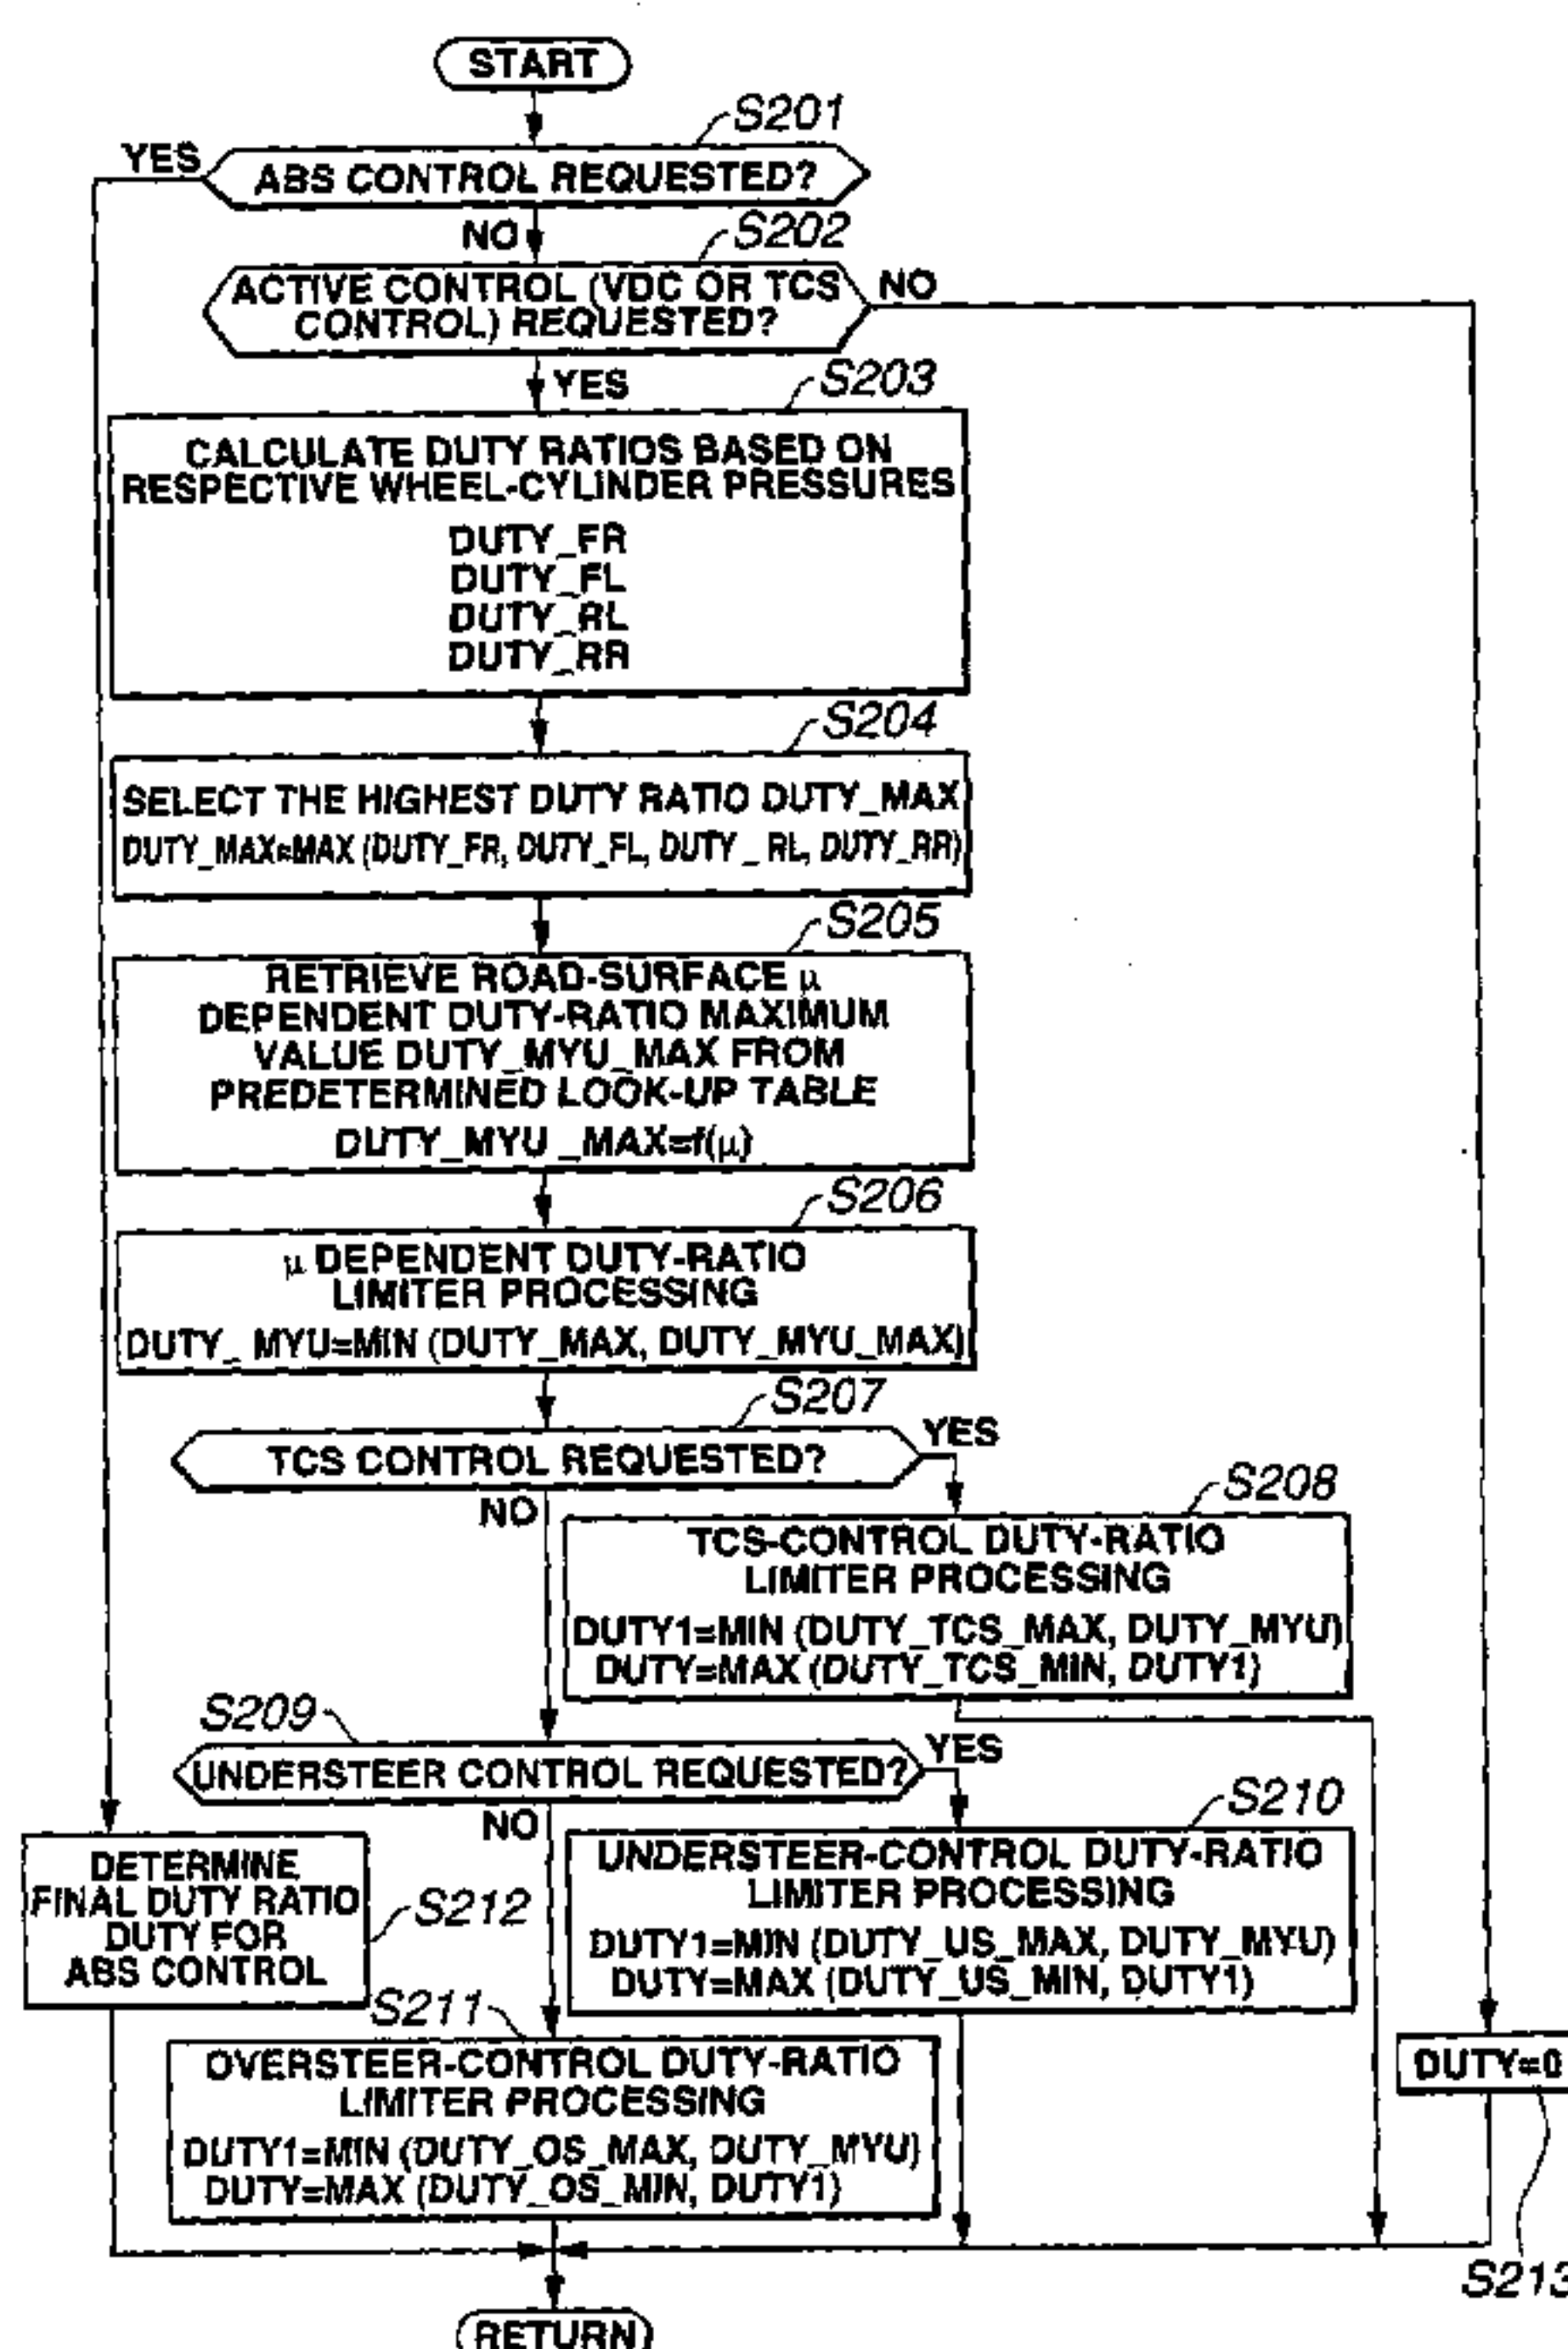 START
S201
YES
ABS CONTROL REQUESTED?
NO
S202
ACTIVE CONTROL (VDC OR TCS
CONTROL) REQUESTED?
NO
YES
S203
CALCULATE DUTY RATIOS BASED ON
RESPECTIVE WHEEL-CYLINDER PRESSURES
DUTY_FR
DUTY_FL
DUTY_RL
DUTY_RR
S204
SELECT THE HIGHEST DUTY RATIO DUTY_MAX
DUTY_MAX=MAX (DUTY_FR, DUTY_FL, DUTY_RL, DUTY_RR)
S205
RETRIEVE ROAD-SURFACE μ
DEPENDENT DUTY-RATIO MAXIMUM
VALUE DUTY_MYU_MAX FROM
PREDETERMINED LOOK-UP TABLE
DUTY_MYU_MAX=f(μ)
S206
μ DEPENDENT DUTY-RATIO
LIMITER PROCESSING
DUTY_MYU=MIN (DUTY_MAX, DUTY_MYU_MAX)
S207
TCS CONTROL REQUESTED?
YES
NO
S208
TCS-CONTROL DUTY-RATIO
LIMITER PROCESSING
DUTY1=MIN (DUTY_TCS_MAX, DUTY_MYU)
DUTY=MAX (DUTY_TCS_MIN, DUTY1)
S209
UNDERSTEER CONTROL REQUESTED?
YES
NO
S210
UNDERSTEER-CONTROL DUTY-RATIO
LIMITER PROCESSING
DUTY1=MIN (DUTY_US_MAX, DUTY_MYU)
DUTY=MAX (DUTY_US_MIN, DUTY1)
DETERMINE
FINAL DUTY RATIO
DUTY FOR
ABS CONTROL
S212
S211
OVERSTEER-CONTROL DUTY-RATIO
LIMITER PROCESSING
DUTY1=MIN (DUTY_OS_MAX, DUTY_MYU)
DUTY=MAX (DUTY_OS_MIN, DUTY1)
DUTY=0
S213
RETURN